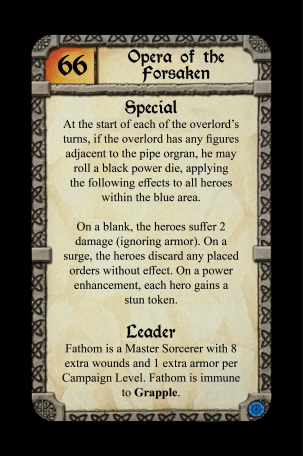 66
Opera of the
Forsaken
Special
At the start of each of the overlord's
turns, if the overlord has any figures
adjacent to the pipe orgran, he may
roll a black power die, applying
the following effects to all heroes
within the blue area.
On a blank, the heroes suffer 2
damage (ignoring armor). On a
surge, the heroes discard any placed
orders without effect. On a power
enhancement, each hero gains a
stun token.
Leader
Fathom is a Master Sorcerer with 8
extra wounds and 1 extra armor per
Campaign Level. Fathom is immune
to Grapple.